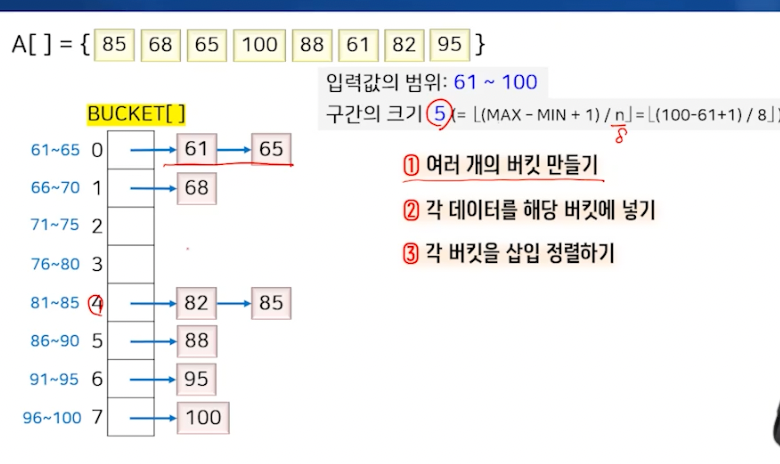 A[ ] = { 85 68 65 100 88 61 82 95 }
입력값의 범위: 61 ~ 100
구간의 크기 5 (= ⌊(MAX – MIN + 1) / n⌋=⌊(100-61+1) / 8⌋)
8
BUCKET[ ]
61~65 0 61 65
66~70 1 68
71~75 2
76~80 3
81~85 4 82 85
86~90 5 88
91~95 6 95
96~100 7 100
① 여러 개의 버킷 만들기
② 각 데이터를 해당 버킷에 넣기
③ 각 버킷을 삽입 정렬하기